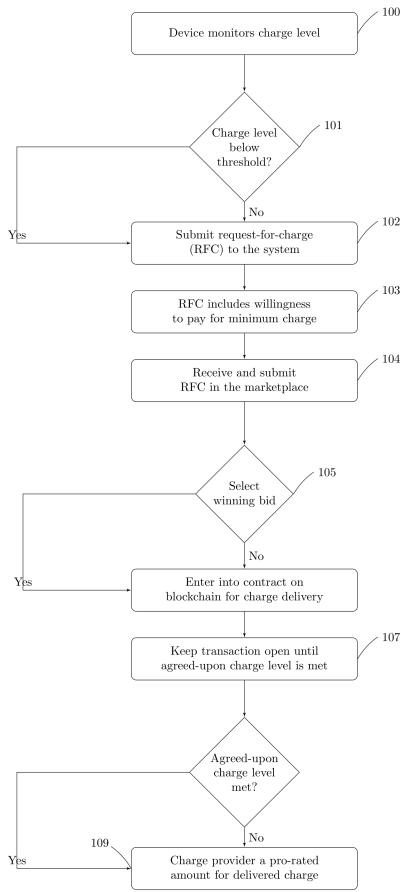 100
Device monitors charge level
101
Charge level
below
threshold?
No
Yes
102
Submit request-for-charge
(RFC) to the system
103
RFC includes willingness
to pay for minimum charge
104
Receive and submit
RFC in the marketplace
105
Select
winning bid
No
Yes
Enter into contract on
blockchain for charge delivery
107
Keep transaction open until
agreed-upon charge level is met
Agreed-upon
charge level
met?
No
109
Yes
Charge provider a pro-rated
amount for delivered charge